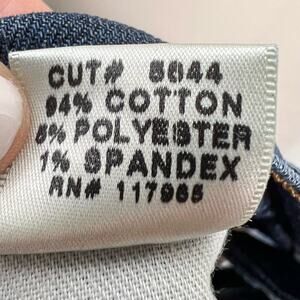 CUT# 5644
94% COTTON
5% POLYESTER
1% SPANDEX
RN# 117965